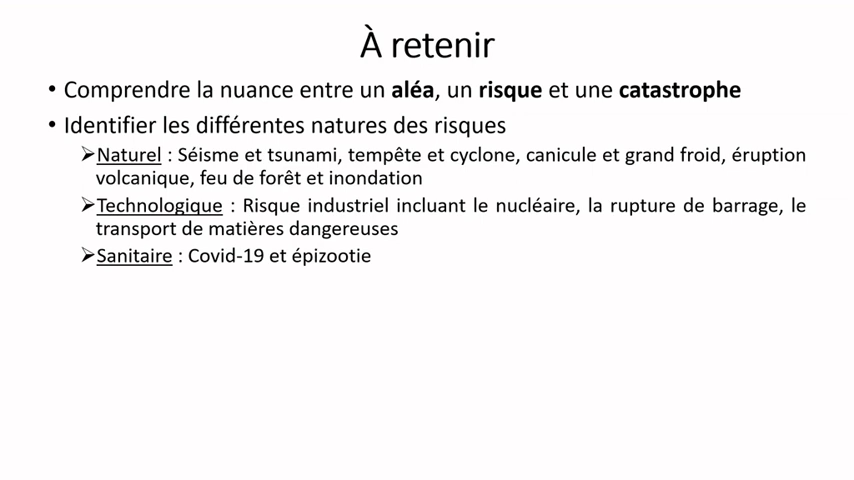 À retenir
• Comprendre la nuance entre un aléa, un risque et une catastrophe
• Identifier les différentes natures des risques
➢Naturel : Séisme et tsunami, tempête et cyclone, canicule et grand froid, éruption
volcanique, feu de forêt et inondation
➢Technologique : Risque industriel incluant le nucléaire, la rupture de barrage, le
transport de matières dangereuses
➢Sanitaire : Covid-19 et épizootie